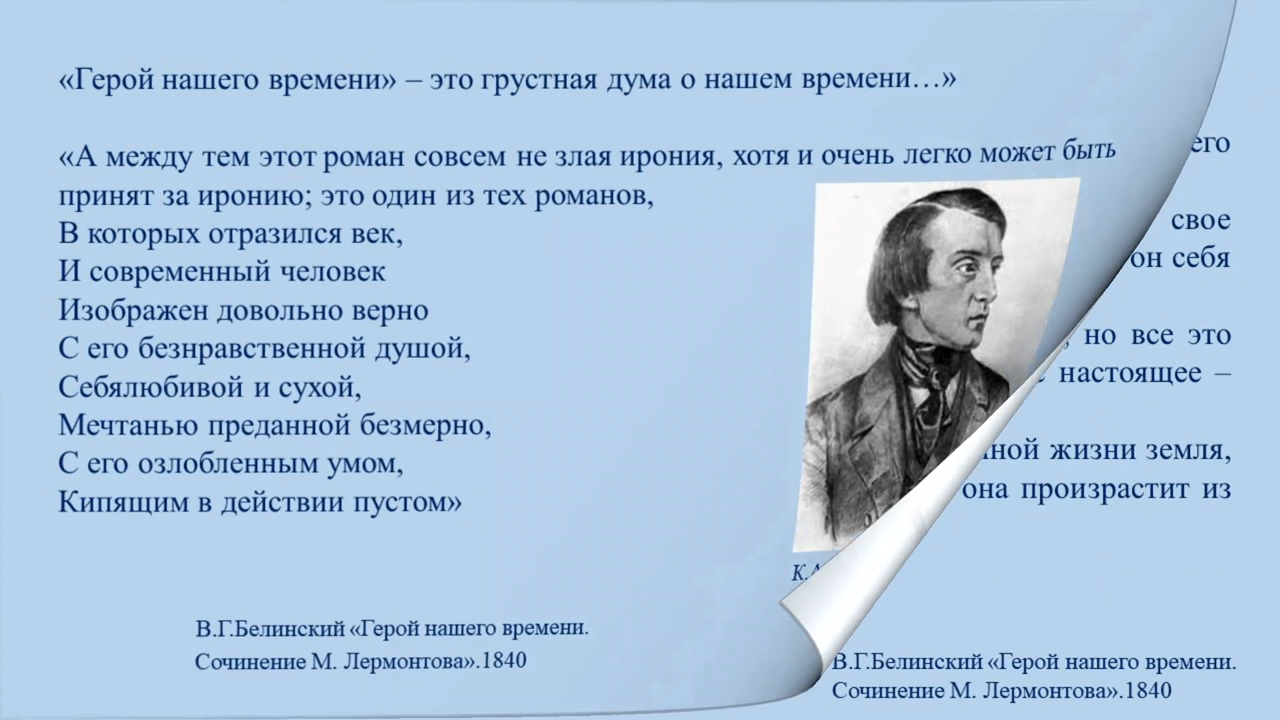 «Герой нашего времени» – это грустная дума о нашем времени…»
«А между тем этот роман совсем не злая ирония, хотя и очень легко может быть
принят за иронию; это один из тех романов,
В которых отразился век,
И современный человек
Изображен довольно верно
С его безнравственной душой,
Себялюбивой и сухой,
Мечтанью преданной безмерно,
С его озлобленным умом,
Кипящим в действии пустом»
К.А
В.Г.Белинский «Герой нашего времени.
Сочинение М. Лермонтова».1840
его
свое
он себя
, но все это
настоящее –
жизни земля,
она произрастит из
В.Г.Белинский «Герой нашего времени.
Сочинение М. Лермонтова».1840